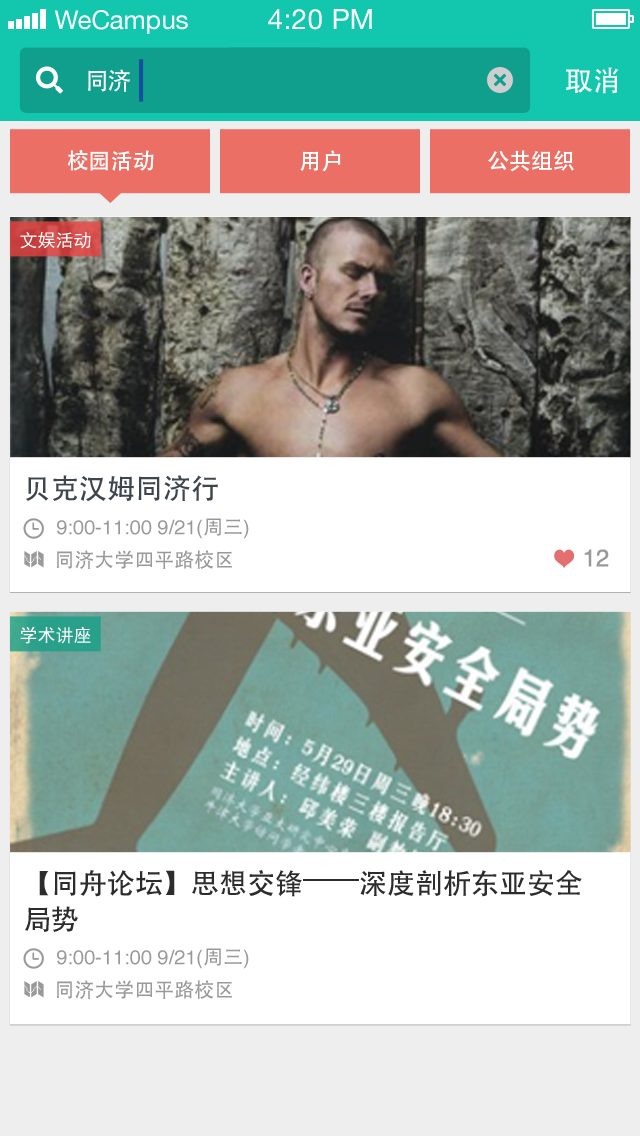 WeCampus 4:20 PM
同济 取消
校园活动 用户 公共组织
文娱活动
贝克汉姆同济行
9:00-11:00 9/21(周三)
同济大学四平路校区
12
学术讲座
东亚安全局势
时间：5月29日周三晚18:30
地点：经纬楼三楼报告厅
主讲人：邱美荣 副教
【同舟论坛】思想交锋——深度剖析东亚安全
局势
9:00-11:00 9/21(周三)
同济大学四平路校区